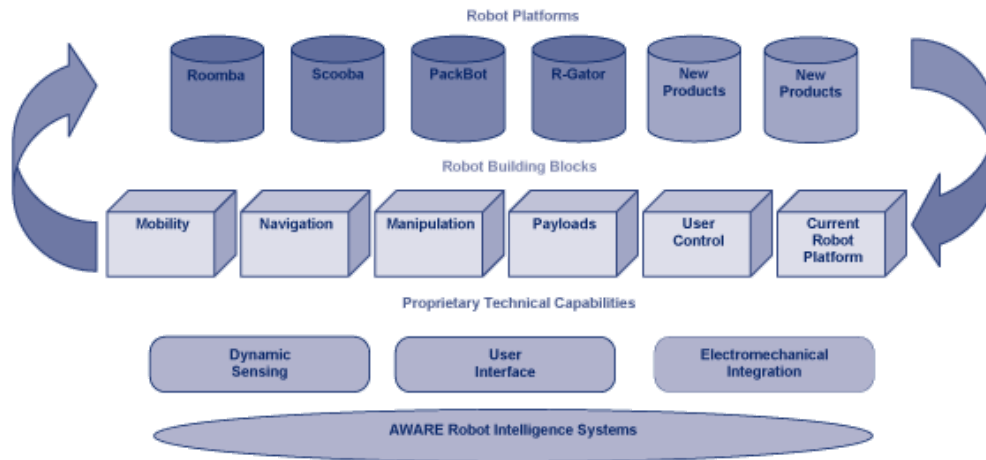 Robot Platforms
Roomba
Scooba
PackBot
R-Gator
New
Products
New
Products
Robot Building Blocks
Mobility
Navigation
Manipulation
Payloads
User
Control
Current
Robot
Platform
Proprietary Technical Capabilities
Dynamic
Sensing
User
Interface
Electromechanical
Integration
AWARE Robot Intelligence Systems